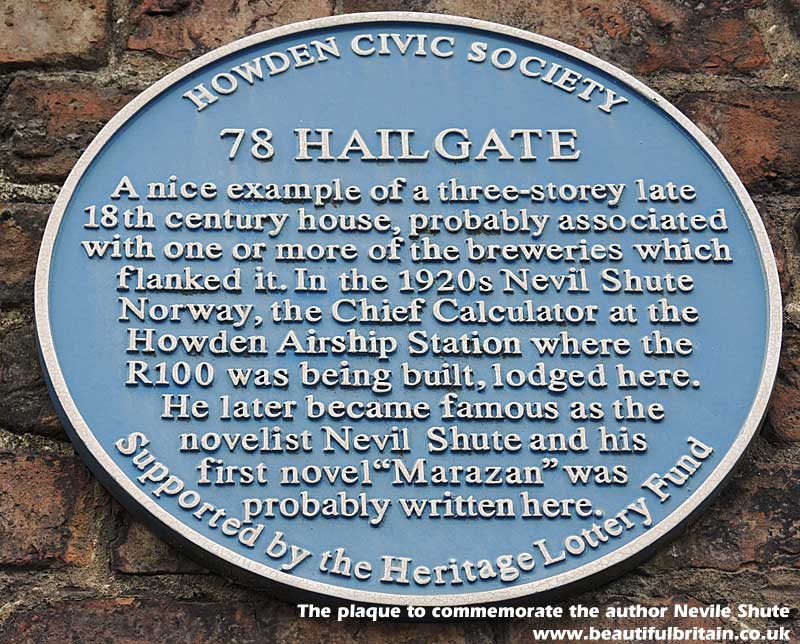 HOWDEN CIVIC SOCIETY
78 HAILGATE
A nice example of a three-storey late
18th century house, probably associated
with one or more of the breweries which
flanked it. In the 1920s Nevil Shute
Norway, the Chief Calculator at the
Howden Airship Station where the
R100 was being built, lodged here.
He later became famous as the
novelist Nevil Shute and his
first novel "Marazan" was
probably written here.
Supported by the Heritage Lottery Fund
The plaque to commemorate the author Nevile Shute
www.beautifulbritain.co.uk